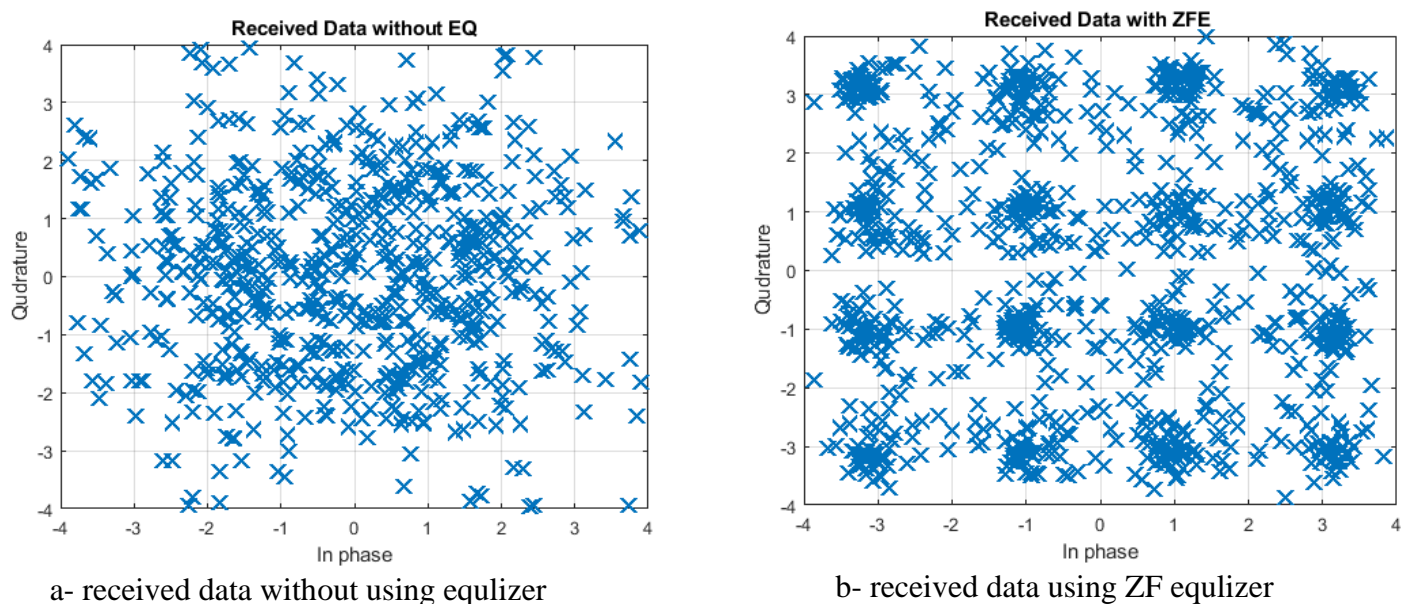 Received Data without EQ
4
3
2
1
0
-1
-2
-3
-4
Qudrature
-4 -3 -2 -1 0 1 2 3 4
In phase
a- received data without using equlizer
Received Data with ZFE
4
3
2
1
0
-1
-2
-3
-4
Qudrature
-4 -3 -2 -1 0 1 2 3 4
In phase
b- received data using ZF equlizer